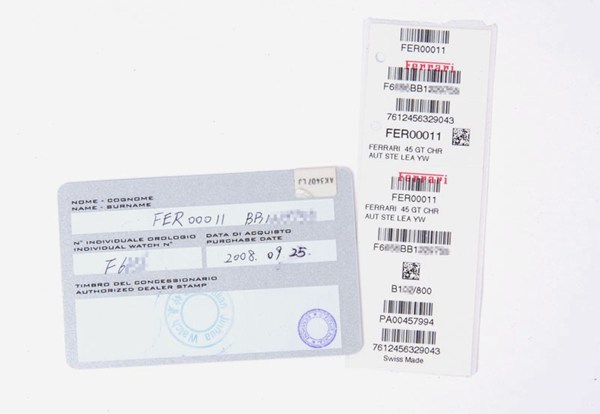 NOME - COGNOME
NAME - SURNAME
FER00011
N° INDIVIDUALE OROLOGIO
INDIVIDUAL WATCH N°
DATA DI ACQUISTO
PURCHASE DATE
2008. 09 25.
TIMBRO DEL CONCESSIONARIO
AUTHORIZED DEALER STAMP
FER00011
Ferrari
7612456329043
FER00011
FERRARI 45 GT CHR
AUT STE LEA YW
Ferrari
FER00011
FERRARI 45 GT CHR
AUT STE LEA YW
PA00457994
7612456329043
Swiss Made